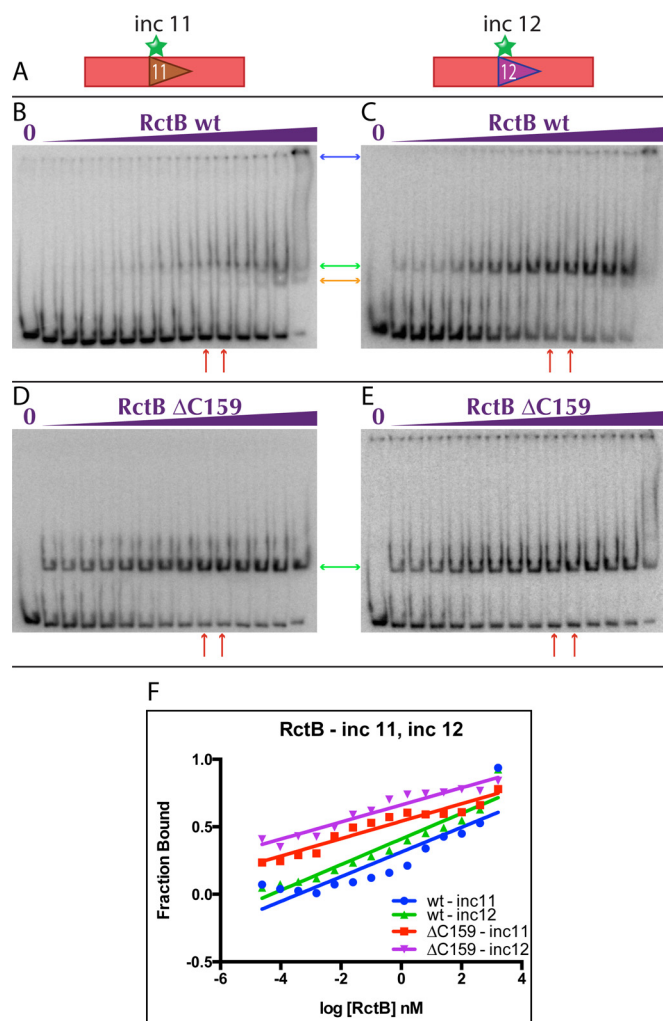 inc 11
inc 12
A
11
12
B
0
RctB wt
C
0
RctB wt
D
0
RctB ΔC159
E
0
RctB ΔC159
F
RctB - inc 11, inc 12
1.0
0.5
0.0
-0.5
Fraction Bound
wt - inc11
wt - inc12
ΔC159 - inc11
ΔC159 - inc12
-6
-4
-2
0
2
4
log [RctB] nM